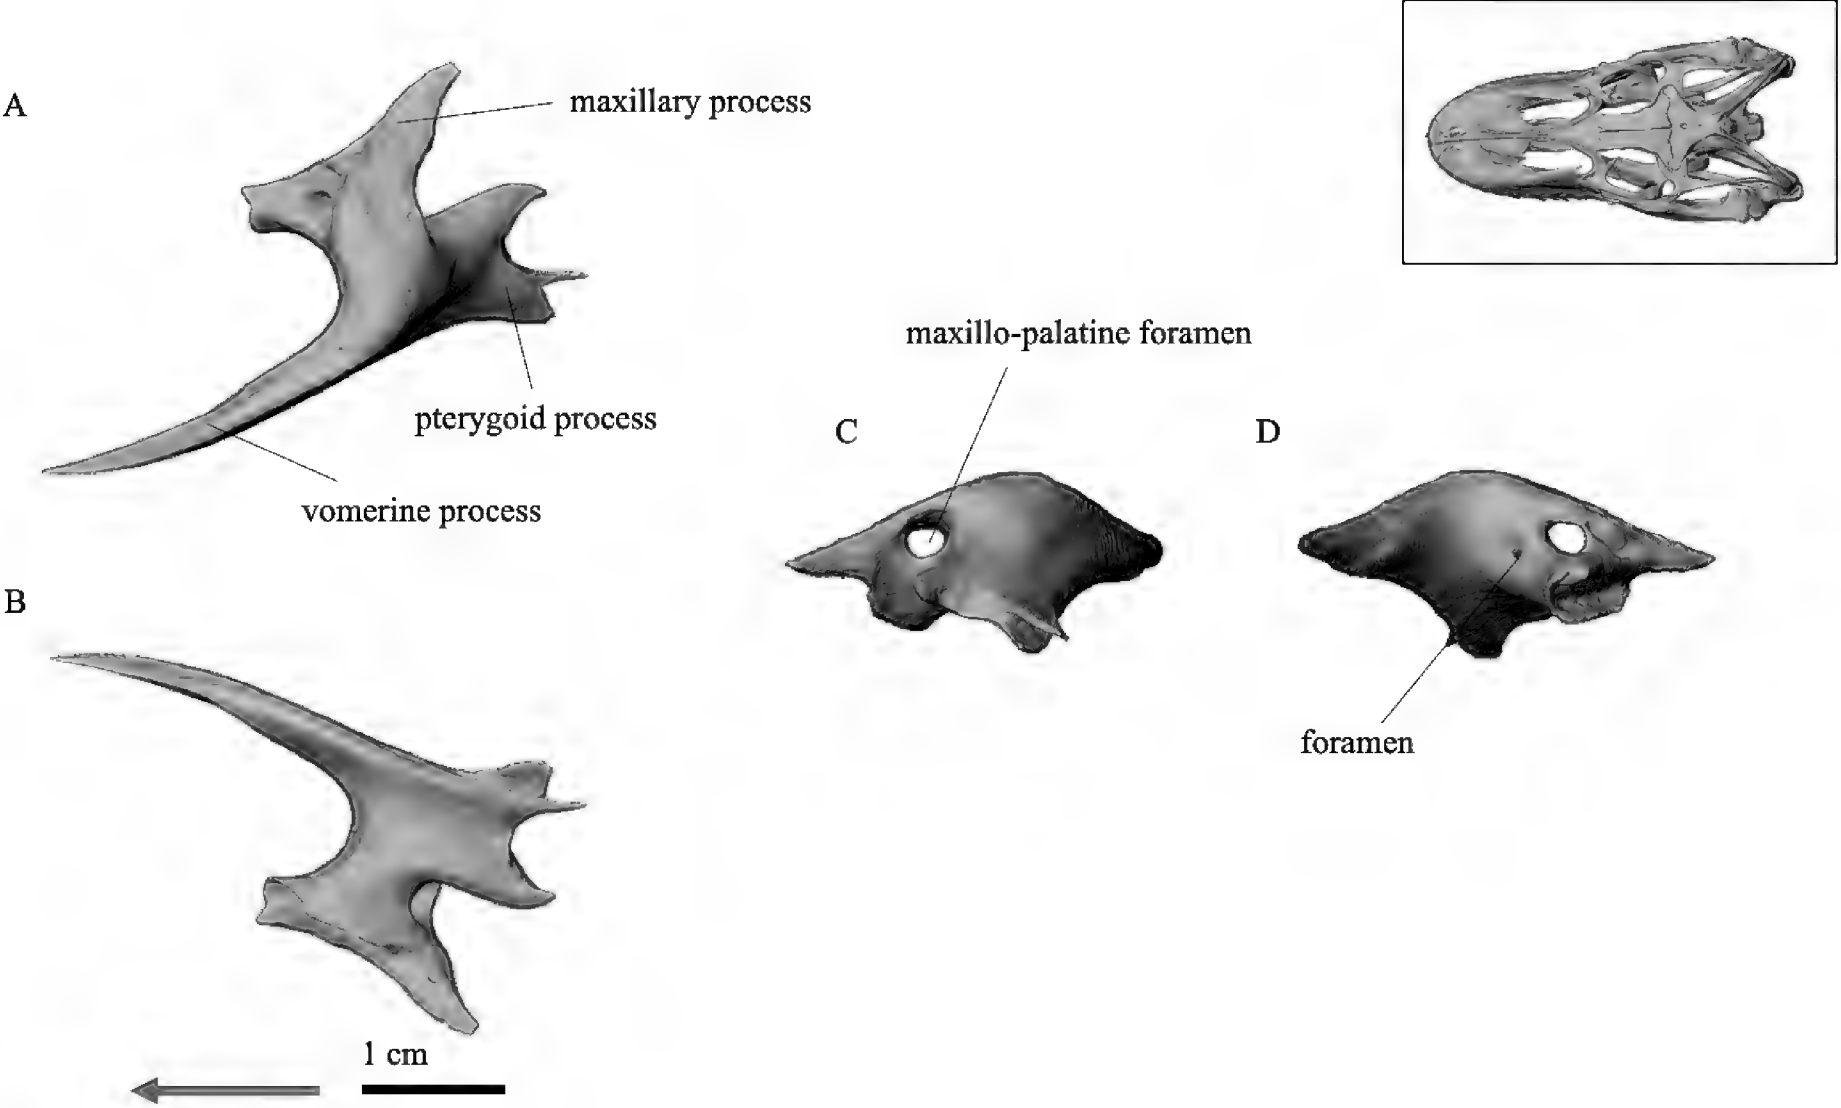 A
maxillary process
maxillo-palatine foramen
pterygoid process
C
D
vomerine process
B
foramen
1 cm